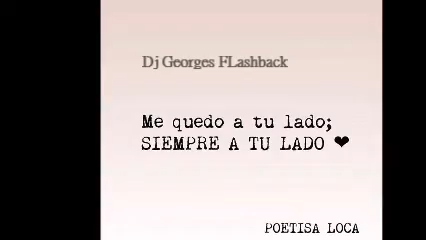 Dj Georges FLashback
Me quedo a tu lado;
SIEMPRE A TU LADO ❤
POETISA LOCA